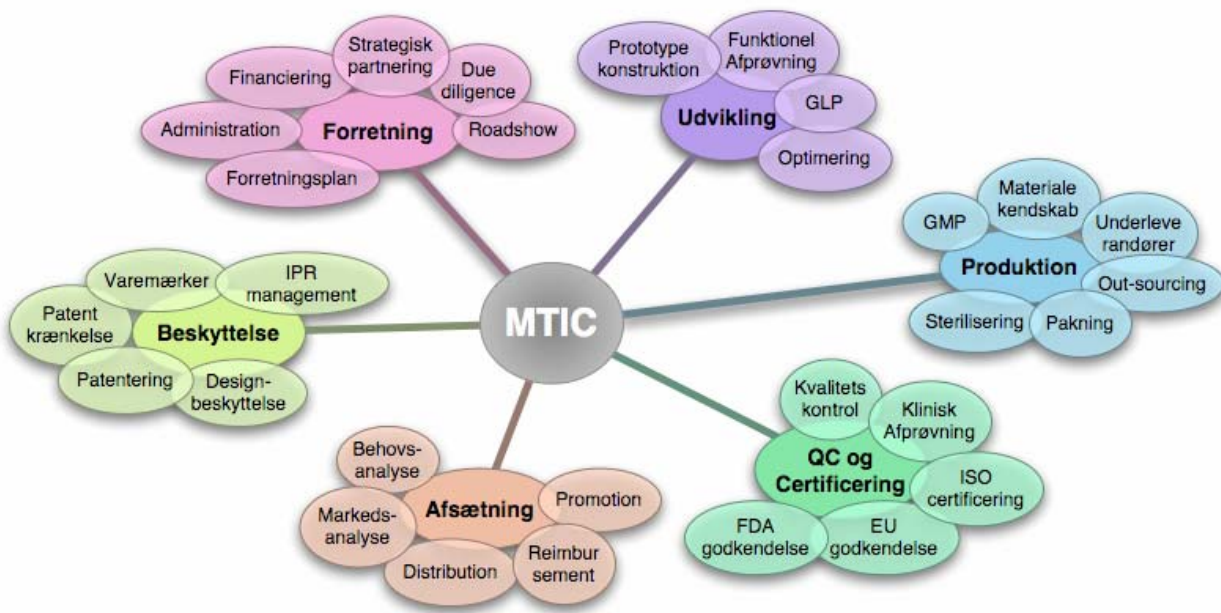 Strategisk
partnering
Financiering
Due
diligence
Administration
Forretning
Roadshow
Forretningsplan
Prototype
konstruktion
Funktionel
Afprøvning
Udvikling
GLP
Optimering
Materiale
kendskab
GMP
Underleve
randører
Produktion
Out-sourcing
Sterilisering
Pakning
MTIC
Varemærker
IPR
management
Patent
krænkelse
Beskyttelse
Patentering
Design-
beskyttelse
Behovs-
analyse
Afsætning
Promotion
Markeds-
analyse
Distribution
Reimbur
sement
Kvalitets
kontrol
Klinisk
Afprøvning
QC og
Certificering
ISO
certificering
FDA
godkendelse
EU
godkendelse